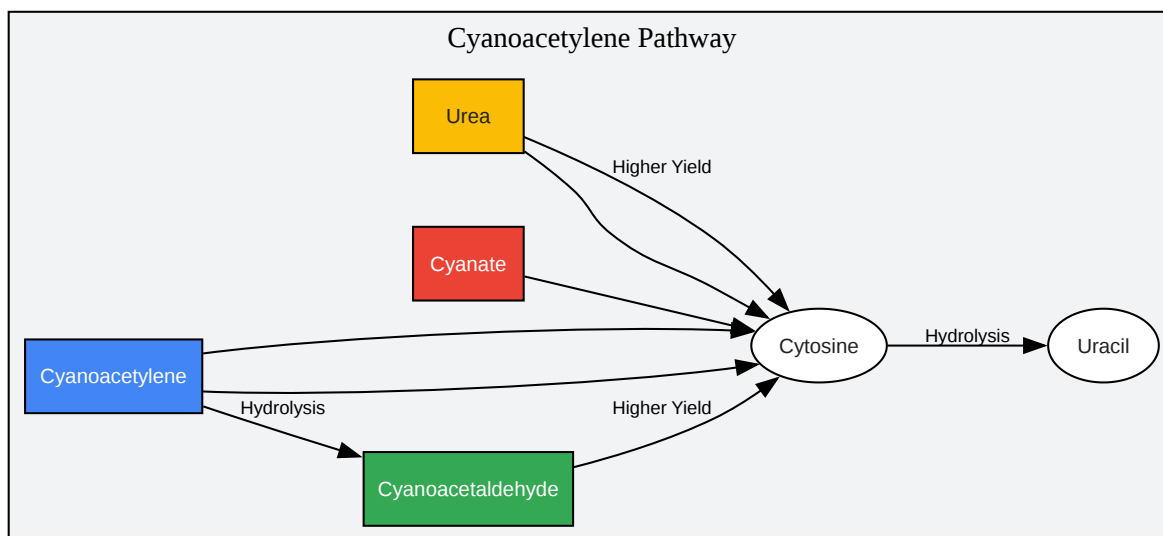 Cyanoacetylene Pathway
Urea
Higher Yield
Cyanate
Cyanoacetylene
Cytosine
Hydrolysis
Uracil
Hydrolysis
Higher Yield
Cyanoacetaldehyde